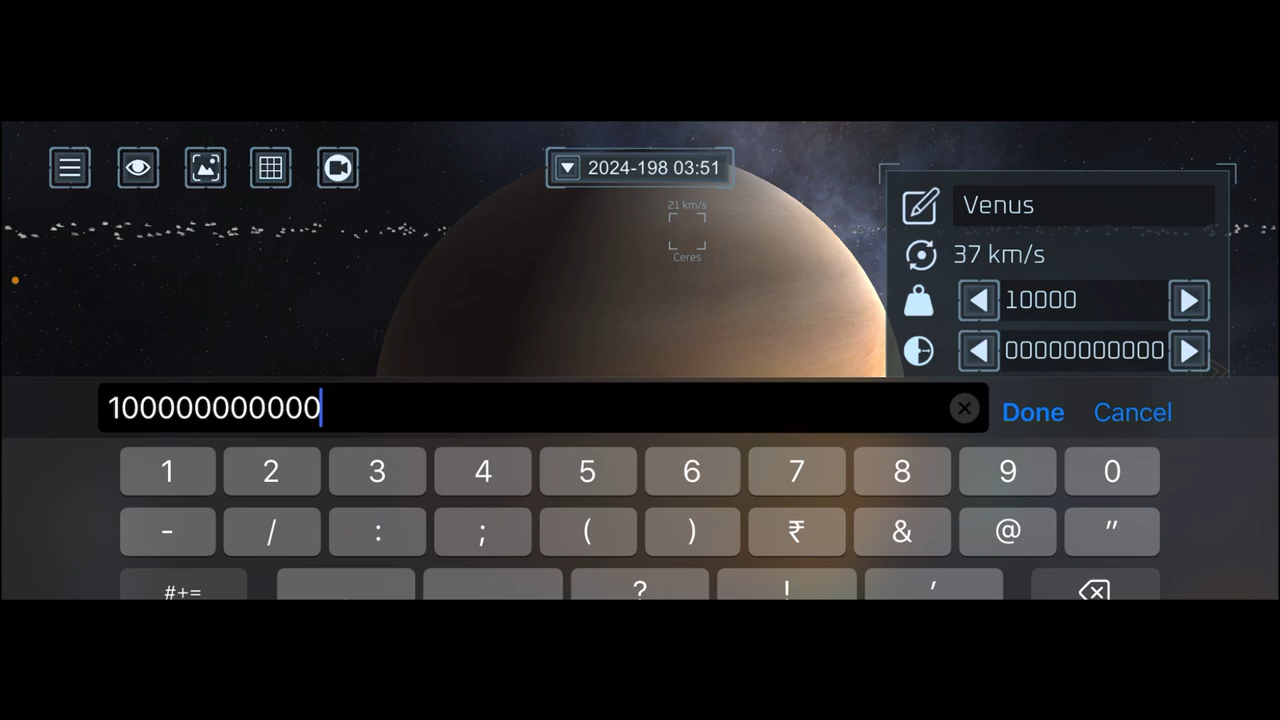 2024-198 03:51
21 km/s
Ceres
Venus
37 km/s
10000
00000000000
100000000000
Done Cancel
1 2 3 4 5 6 7 8 9 0
- / : ; ( ) ₹ & @ "
#+= ? ! '